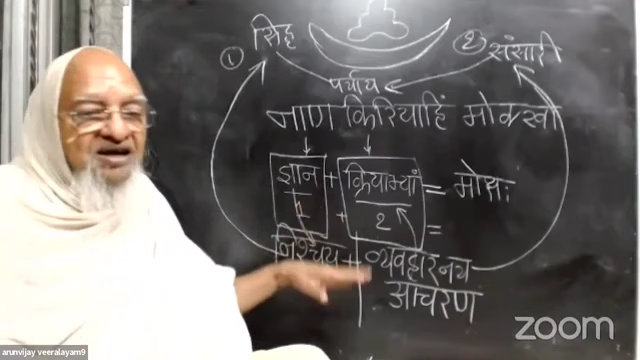 ① सिद्ध ② संसारी
पर्याय
नाण किरियाहिं मोक्खो
ज्ञान + क्रियाभ्यां = मोक्षः
1 + 2 =
निश्चय + व्यवहारनय
आचरण
zoom
arunvijay veeralayam9